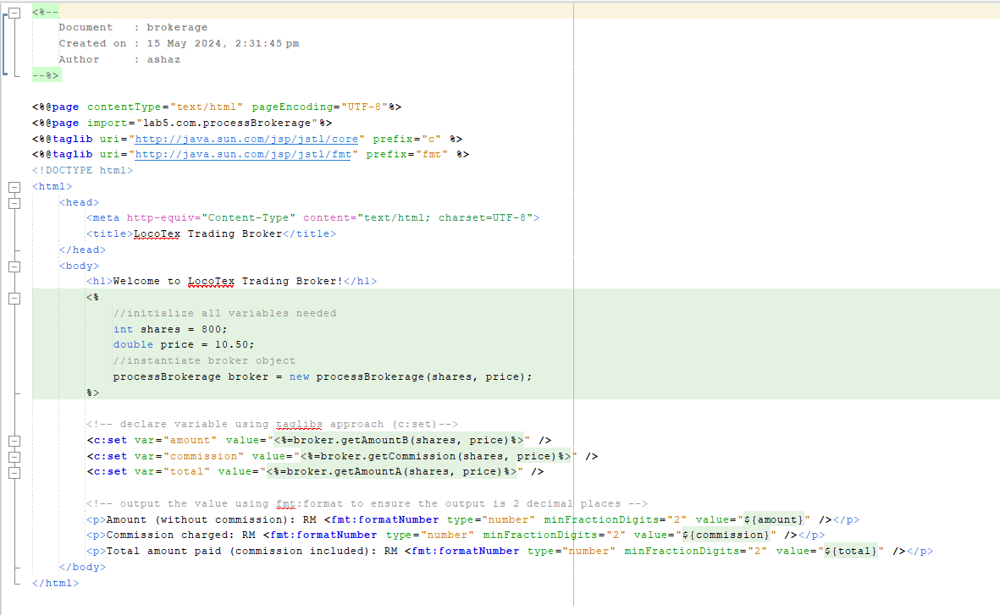 <%--
    Document   : brokerage
    Created on : 15 May 2024, 2:31:45 pm
    Author     : ashaz
--%>

<%@page contentType="text/html" pageEncoding="UTF-8"%>
<%@page import="lab5.com.processBrokerage"%>
<%@taglib uri="http://java.sun.com/jsp/jstl/core" prefix="c" %>
<%@taglib uri="http://java.sun.com/jsp/jstl/fmt" prefix="fmt" %>
<!DOCTYPE html>
<html>
    <head>
        <meta http-equiv="Content-Type" content="text/html; charset=UTF-8">
        <title>LocoTex Trading Broker</title>
    </head>
    <body>
        <h1>Welcome to LocoTex Trading Broker!</h1>
        <%
            //initialize all variables needed
            int shares = 800;
            double price = 10.50;
            //instantiate broker object
            processBrokerage broker = new processBrokerage(shares, price);
        %>

        <!-- declare variable using taglibs approach (c:set)-->
        <c:set var="amount" value="<%=broker.getAmountB(shares, price)%>" />
        <c:set var="commission" value="<%=broker.getCommission(shares, price)%>" />
        <c:set var="total" value="<%=broker.getAmountA(shares, price)%>" />

        <!-- output the value using fmt:format to ensure the output is 2 decimal places -->
        <p>Amount (without commission): RM <fmt:formatNumber type="number" minFractionDigits="2" value="${amount}" /></p>
        <p>Commission charged: RM <fmt:formatNumber type="number" minFractionDigits="2" value="${commission}" /></p>
        <p>Total amount paid (commission included): RM <fmt:formatNumber type="number" minFractionDigits="2" value="${total}" /></p>
    </body>
</html>